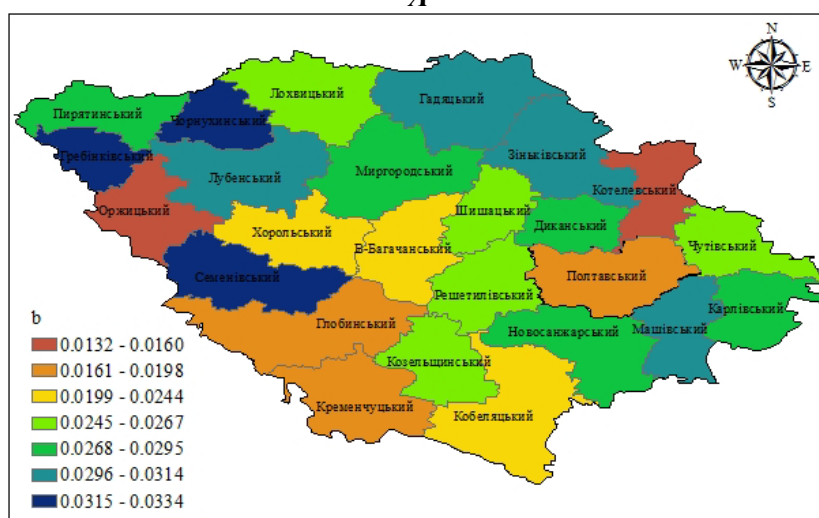 Л
N
W E
S
Лохвицький
Гадяцький
Пирятинський
Чорнухинський
Гребінківський
Зіньківський
Лубенський
Миргородський
Котелевський
Оржицький
Шишацький
Диканський
Хорольський
В-Багачанський
Чутівський
Семенівський
Полтавський
Решетилівський
Карлівський
Глобинський
Новосанжарський
Машівський
Козельщинський
Кременчуцький
Кобеляцький
b
0.0132 - 0.0160
0.0161 - 0.0198
0.0199 - 0.0244
0.0245 - 0.0267
0.0268 - 0.0295
0.0296 - 0.0314
0.0315 - 0.0334